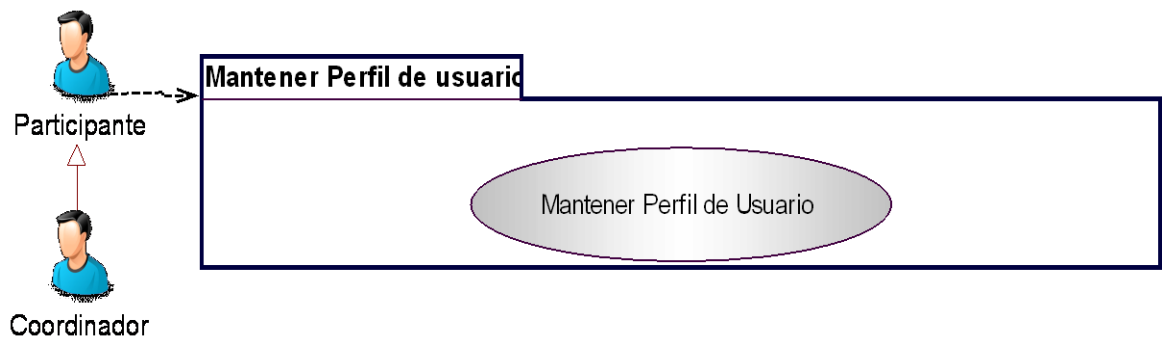 Mantener Perfil de usuario
Participante
Mantener Perfil de Usuario
Coordinador